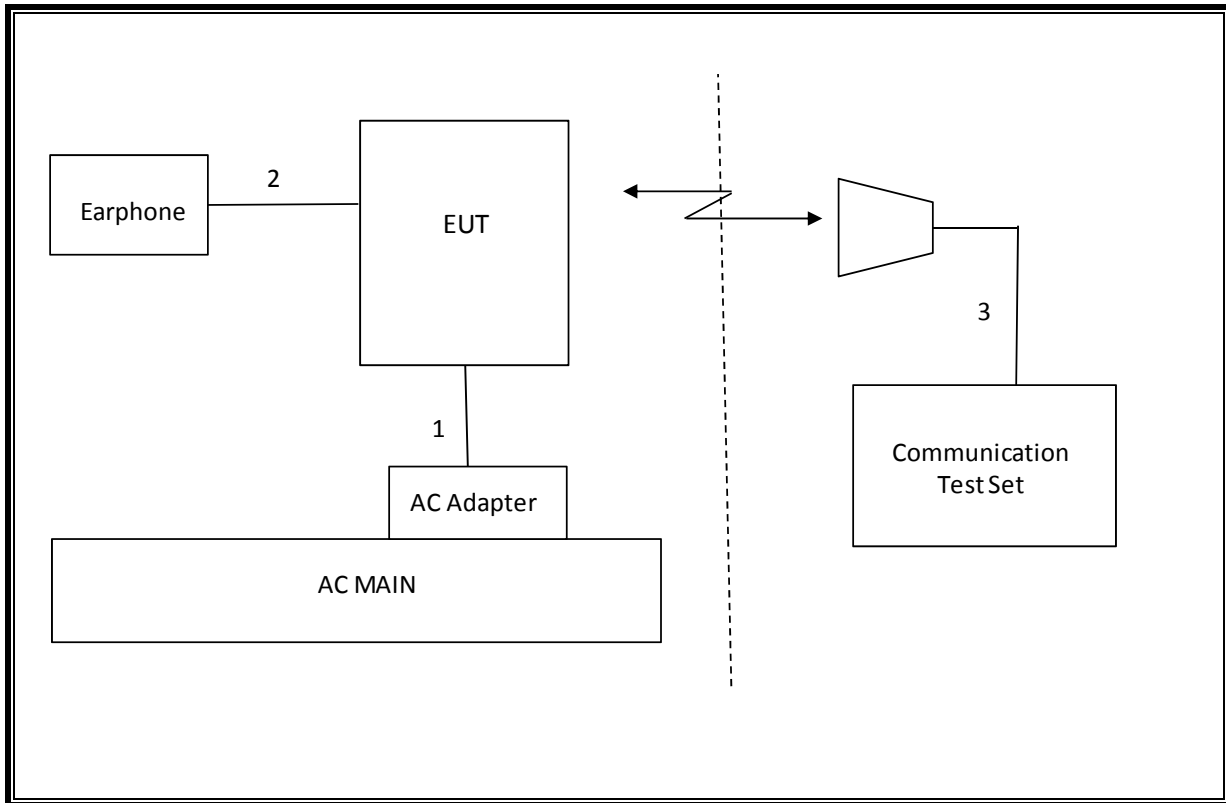 2
Earphone
EUT
3
1
Communication
Test Set
AC Adapter
AC MAIN